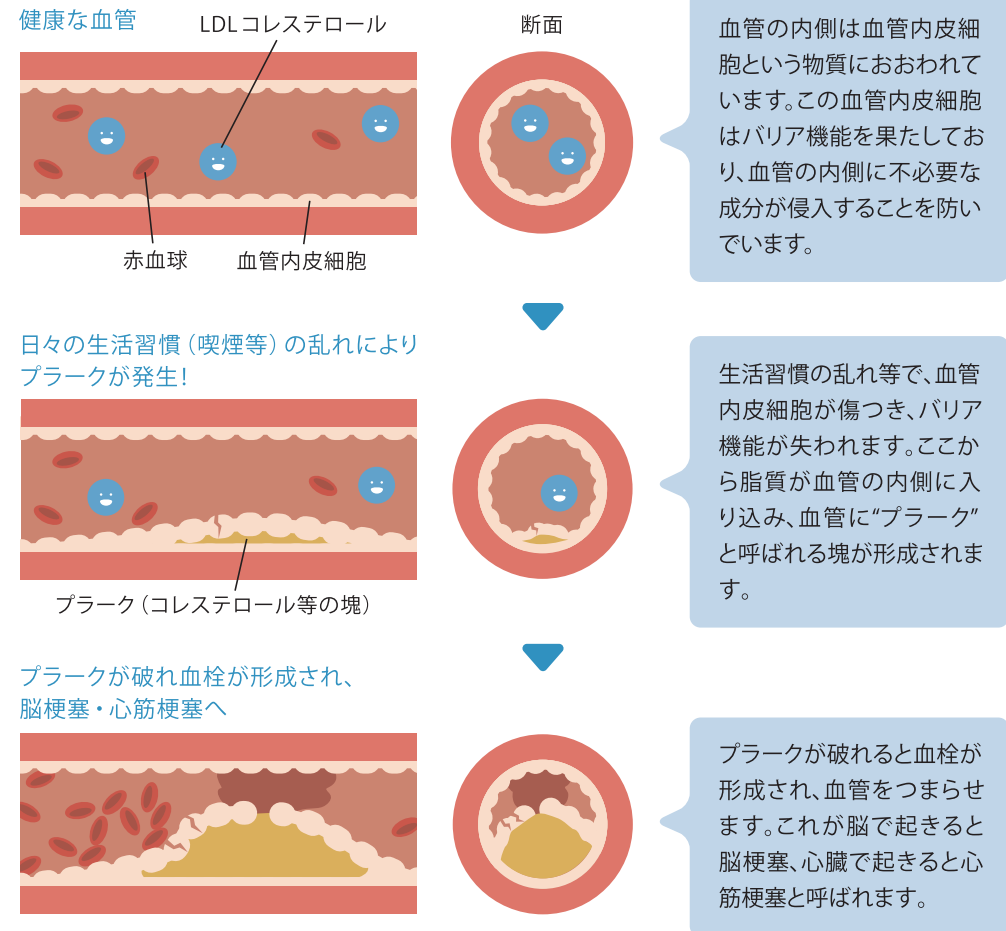 健康な血管
LDLコレステロール
断面
赤血球
血管内皮細胞
血管の内側は血管内皮細
胞という物質におおわれて
います。この血管内皮細胞
はバリア機能を果たしてお
り、血管の内側に不必要な
成分が侵入することを防い
でいます。
日々の生活習慣（喫煙等）の乱れにより
プラークが発生！
プラーク（コレステロール等の塊）
生活習慣の乱れ等で、血管
内皮細胞が傷つき、バリア
機能が失われます。ここか
ら脂質が血管の内側に入
り込み、血管に“プラーク”
と呼ばれる塊が形成されま
す。
プラークが破れ血栓が形成され、
脳梗塞・心筋梗塞へ
プラークが破れると血栓が
形成され、血管をつまらせ
ます。これが脳で起きると
脳梗塞、心臓で起きると心
筋梗塞と呼ばれます。